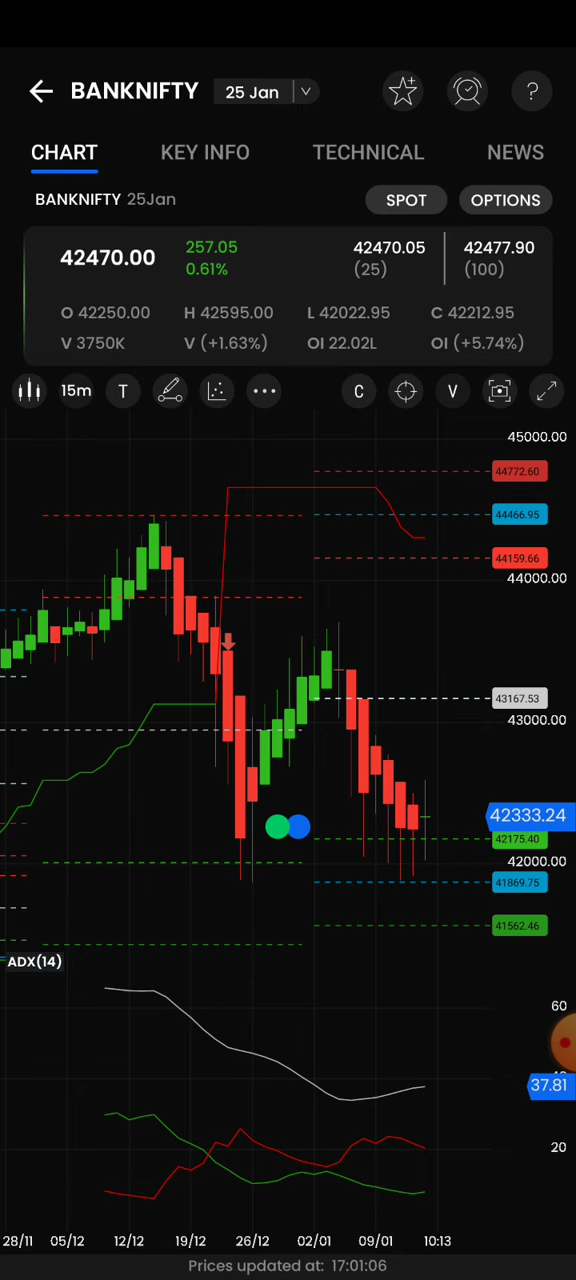 BANKNIFTY 25 Jan
CHART KEY INFO TECHNICAL NEWS
BANKNIFTY 25Jan SPOT OPTIONS
42470.00 257.05 42470.05 42477.90
0.61% (25) (100)
O 42250.00 H 42595.00 L 42022.95 C 42212.95
V 3750K V (+1.63%) OI 22.02L OI (+5.74%)
15m T C V
45000.00
44772.60
44466.95
44159.66
44000.00
43167.53
43000.00
42333.24
42175.40
42000.00
41869.75
41562.46
ADX(14)
60
37.81
20
28/11 05/12 12/12 19/12 26/12 02/01 09/01 10:13
Prices updated at: 17:01:06